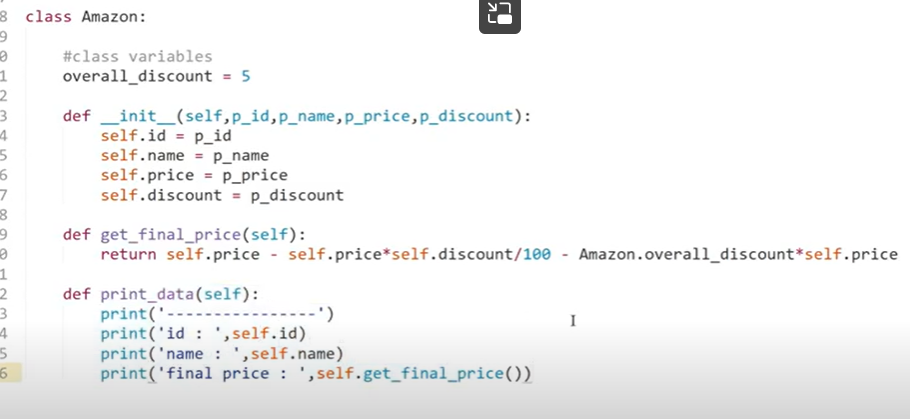 8 class Amazon:
9
0 #class variables
1 overall_discount = 5
2
3 def __init__(self,p_id,p_name,p_price,p_discount):
4 self.id = p_id
5 self.name = p_name
6 self.price = p_price
7 self.discount = p_discount
8
9 def get_final_price(self):
0 return self.price - self.price*self.discount/100 - Amazon.overall_discount*self.price
1
2 def print_data(self):
3 print('----------------')
4 print('id : ',self.id)
5 print('name : ',self.name)
6 print('final price : ',self.get_final_price())